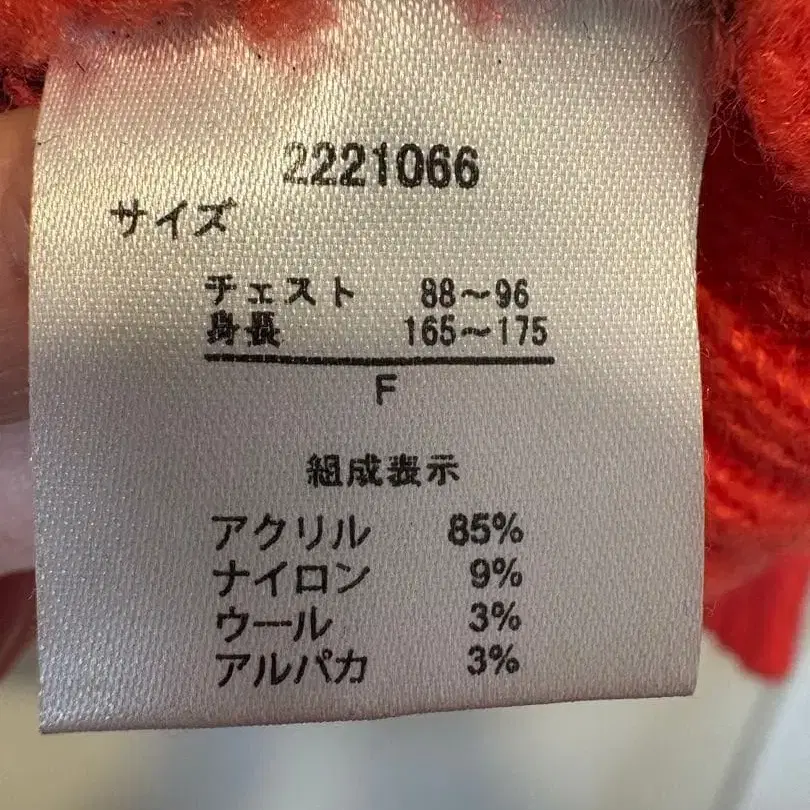 2221066
サイズ
チェスト 88〜96
身長 165〜175
F
組成表示
アクリル 85%
ナイロン 9%
ウール 3%
アルパカ 3%